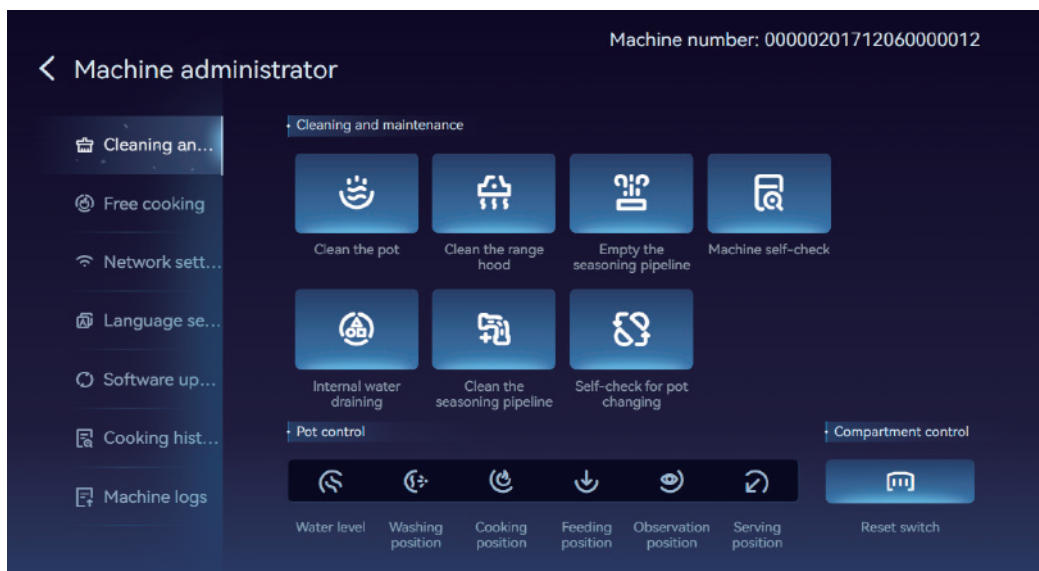 Machine number: 00000201712060000012
Machine administrator
Cleaning an...
Free cooking
Network sett...
Language se...
Software up...
Cooking hist...
Machine logs
Cleaning and maintenance
Clean the pot
Clean the range
hood
Empty the
seasoning pipeline
Machine self-check
Internal water
draining
Clean the
seasoning pipeline
Self-check for pot
changing
Pot control
Water level
Washing
position
Cooking
position
Feeding
position
Observation
position
Serving
position
Compartment control
Reset switch